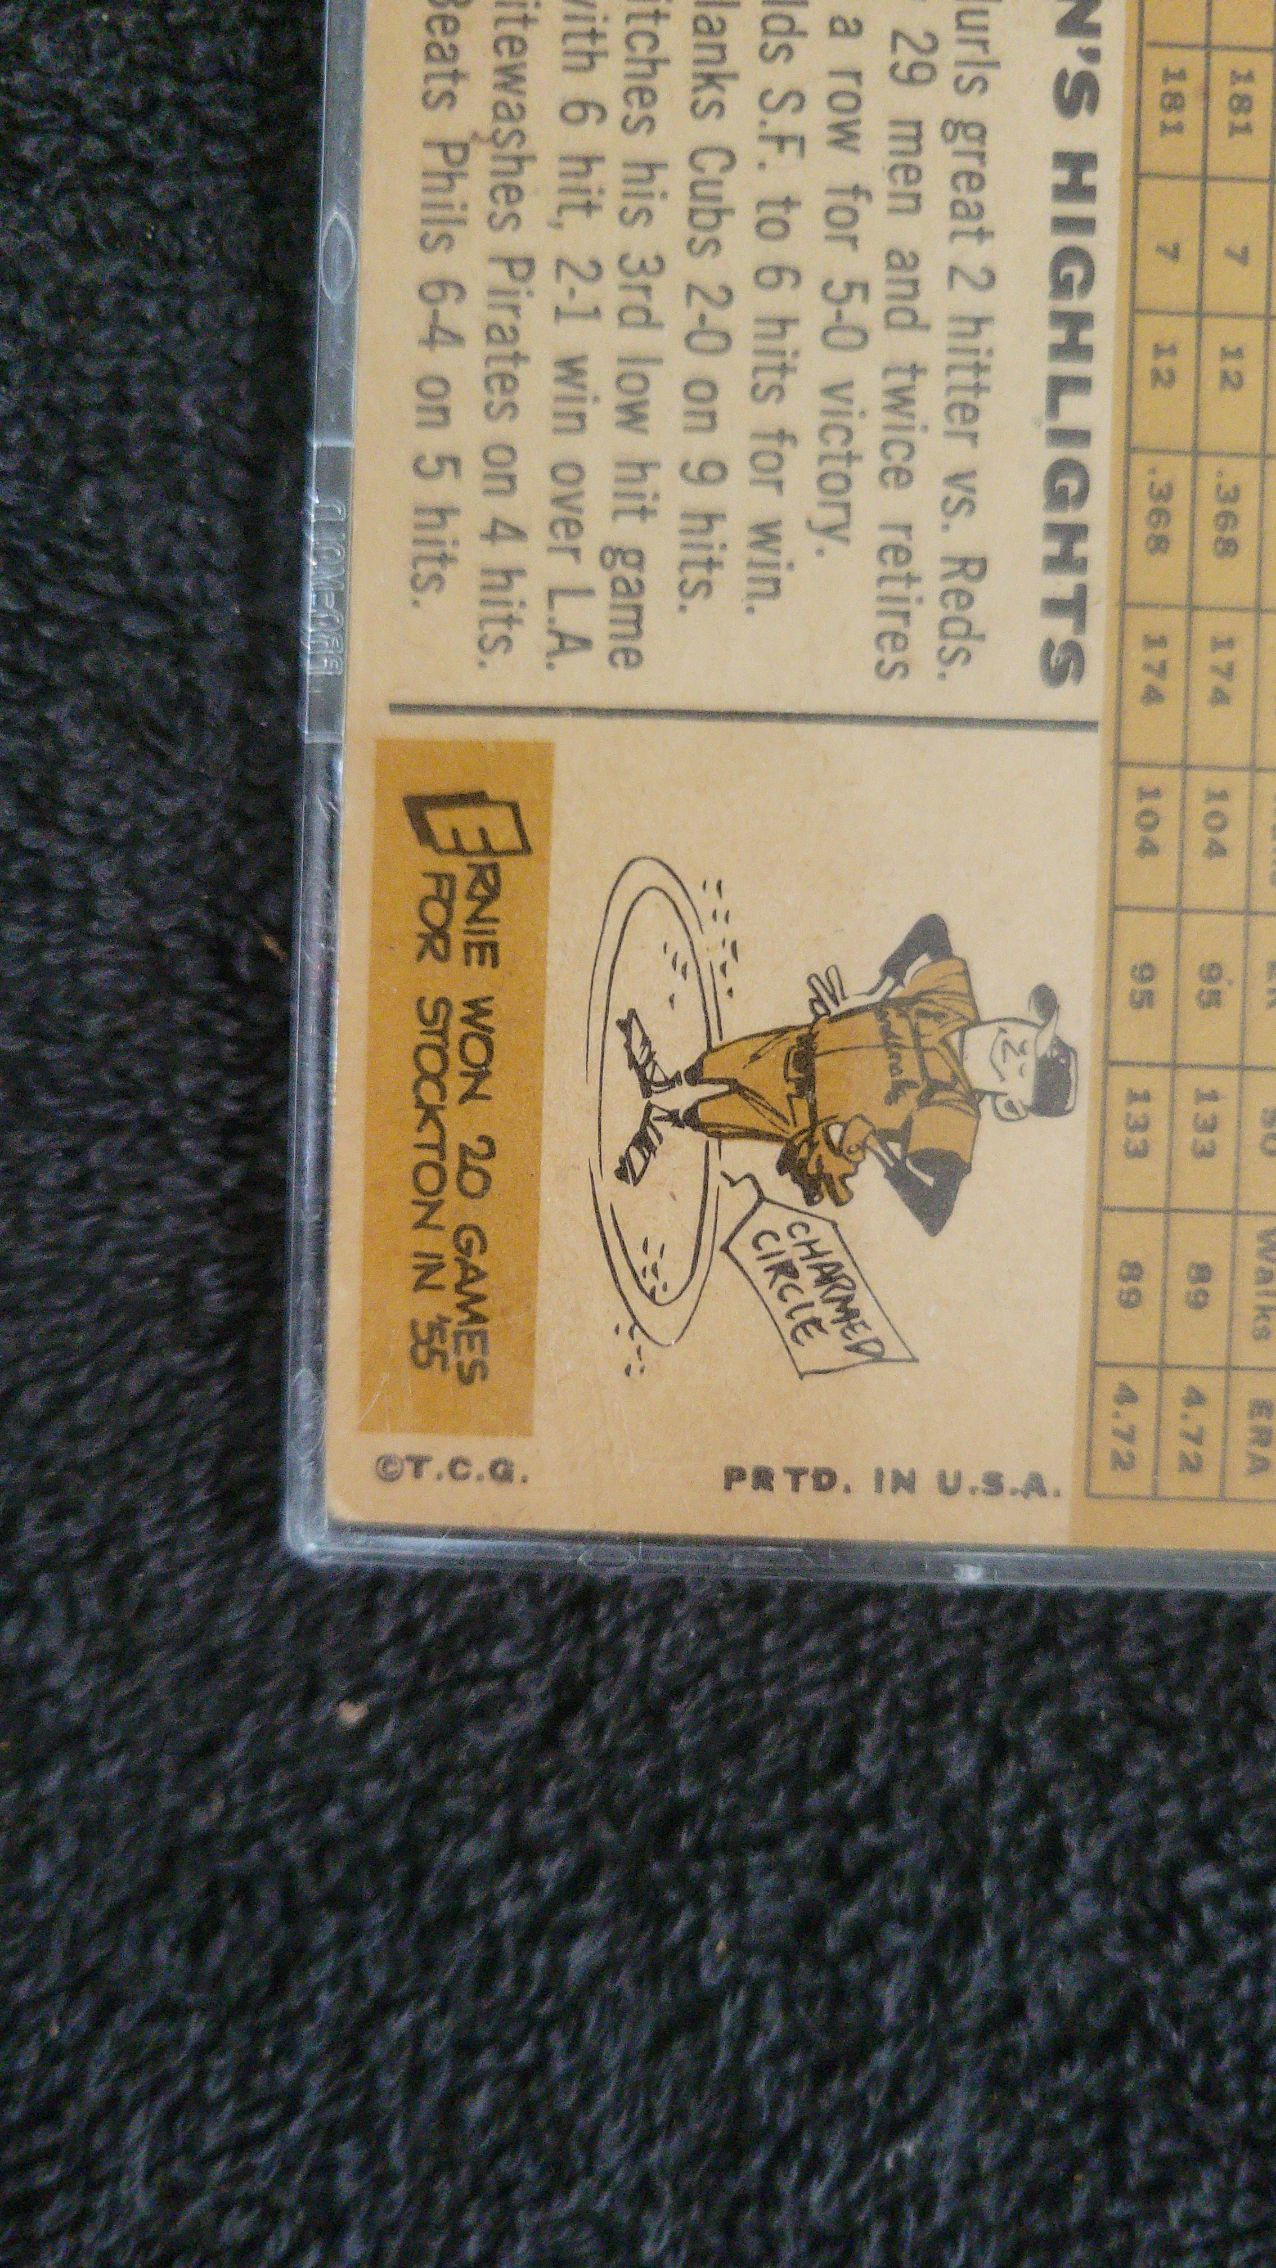 Walks ERA
181 7 12 .368 174 104 95 133 89 4.72
181 7 12 .368 174 104 95 133 89 4.72
N'S HIGHLIGHTS
urls great 2 hitter vs. Reds.
29 men and twice retires
a row for 5-0 victory.
lds S.F. to 6 hits for win.
lanks Cubs 2-0 on 9 hits.
itches his 3rd low hit game
with 6 hit, 2-1 win over L.A.
itewashes Pirates on 4 hits.
Beats Phils 6-4 on 5 hits.
Cardinals
CHARMED
CIRCLE
ERNIE WON 20 GAMES
FOR STOCKTON IN '55
PRTD. IN U.S.A.
©T.C.G.